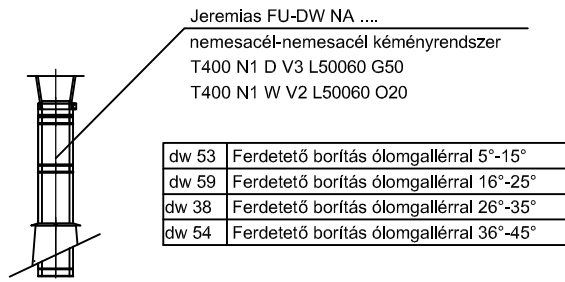 Jeremias FU-DW NA ....
nemesacél-nemesacél kéményrendszer
T400 N1 D V3 L50060 G50
T400 N1 W V2 L50060 O20
dw 53 Ferdetető borítás ólomgallérral 5°-15°
dw 59 Ferdetető borítás ólomgallérral 16°-25°
dw 38 Ferdetető borítás ólomgallérral 26°-35°
dw 54 Ferdetető borítás ólomgallérral 36°-45°